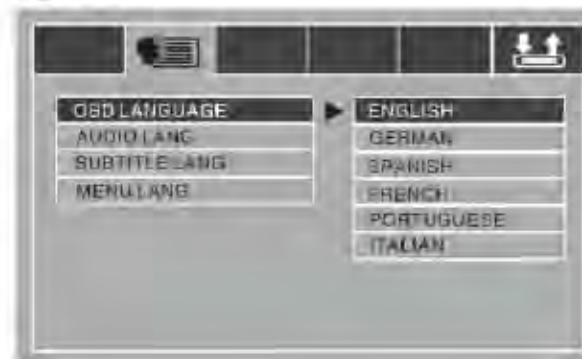 OSD LANGUAGE
AUDIO LANG
SUBTITLE LANG
MENU LANG
ENGLISH
GERMAN
SPANISH
FRENCH
PORTUGUESE
ITALIAN